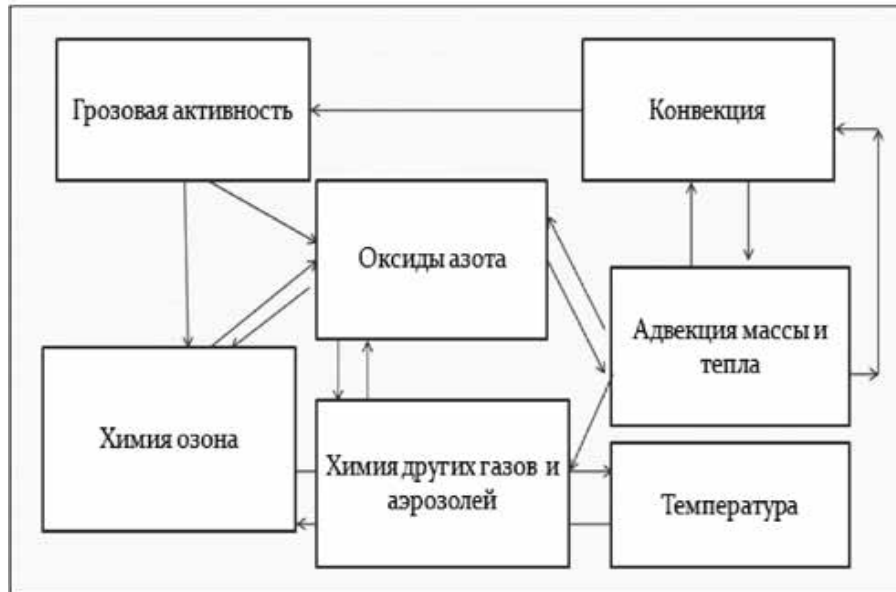 Грозовая активность
Конвекция
Оксиды азота
Адвекция массы и
тепла
Химия озона
Химия других газов и
аэрозолей
Температура